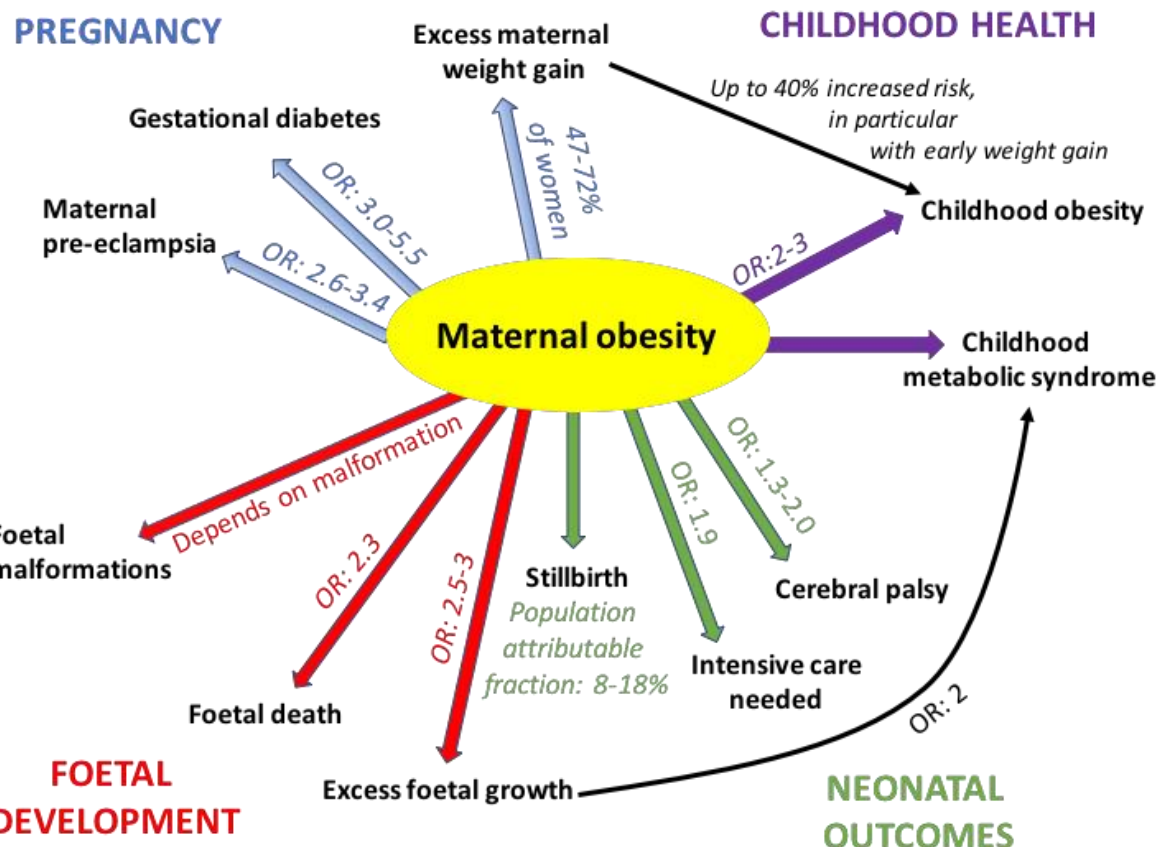 PREGNANCY
CHILDHOOD HEALTH
Excess maternal
weight gain
Up to 40% increased risk,
in particular
with early weight gain
Gestational diabetes
47-72%
of women
OR: 3.0-5.5
Maternal
pre-eclampsia
OR: 2.6-3.4
Childhood obesity
OR:2-3
Maternal obesity
Childhood
metabolic syndrome
Depends on malformation
Foetal
malformations
OR: 2.3
Foetal death
OR: 2.5-3
Excess foetal growth
Stillbirth
Population
attributable
fraction: 8-18%
OR: 1.9
Intensive care
needed
OR: 1.3-2.0
Cerebral palsy
OR: 2
FOETAL
DEVELOPMENT
NEONATAL
OUTCOMES